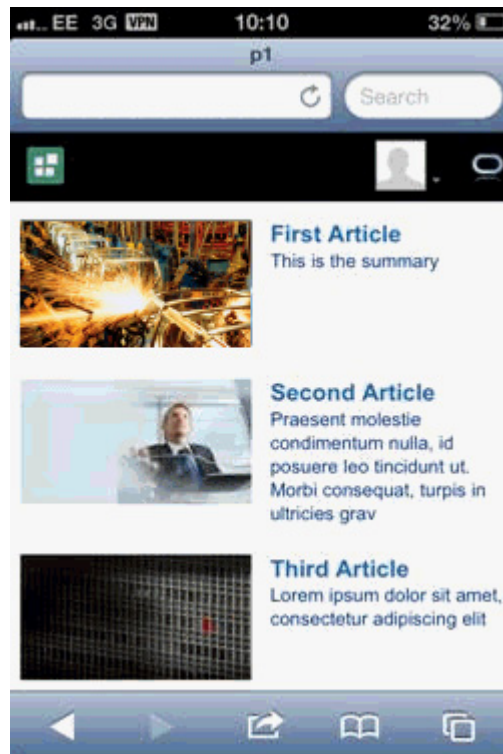 EE 3G VPN 10:10 32%
p1
Search
First Article
This is the summary
Second Article
Praesent molestie
condimentum nulla, id
posuere leo tincidunt ut.
Morbi consequat, turpis in
ultricies grav
Third Article
Lorem ipsum dolor sit amet,
consectetur adipiscing elit